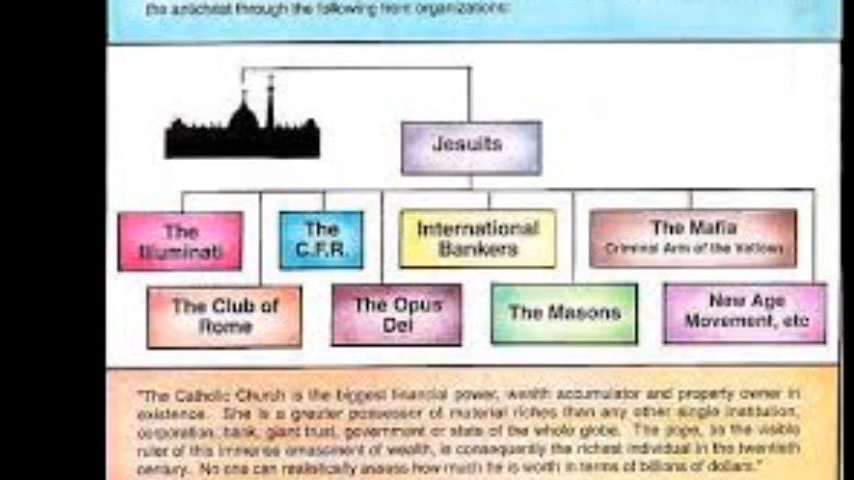 the antichrist through the following front organizations:
Jesuits
The
Illuminati
The
C.F.R.
International
Bankers
The Mafia
Criminal Arm of the Vatican
The Club of
Rome
The Opus
Dei
The Masons
New Age
Movement, etc
"The Catholic Church is the biggest financial power, wealth accumulator and property owner in
existence. She is a greater possessor of material riches than any other single institution,
corporation, bank, giant trust, government or state of the whole globe. The pope, as the visible
ruler of this immense amassment of wealth, is consequently the richest individual in the twentieth
century. No one can realistically assess how much he is worth in terms of billions of dollars."